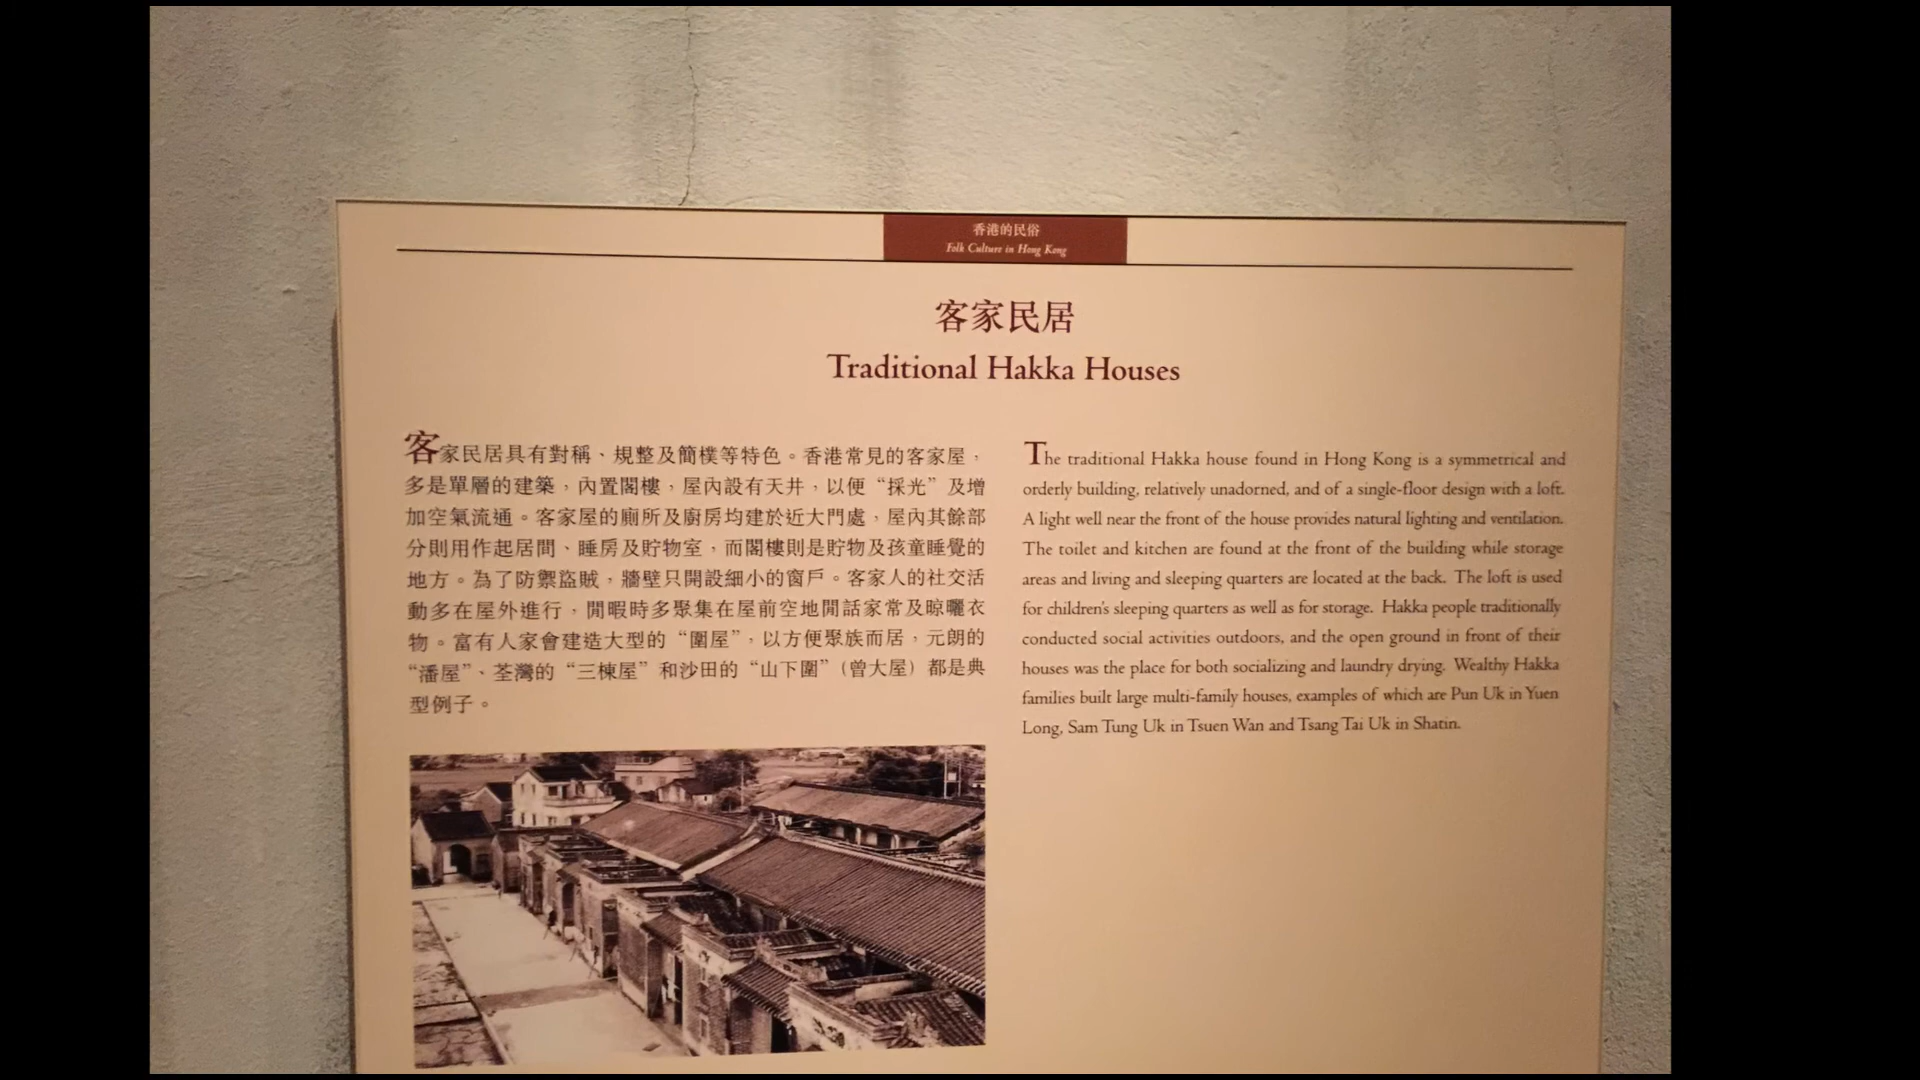 香港的民俗
Folk Culture in Hong Kong
客家民居
Traditional Hakka Houses
客家民居具有對稱、規整及簡樸等特色。香港常見的客家屋，
多是單層的建築，內置閣樓，屋內設有天井，以便“採光”及增
加空氣流通。客家屋的廁所及廚房均建於近大門處，屋內其餘部
分則用作起居間、睡房及貯物室，而閣樓則是貯物及孩童睡覺的
地方。為了防禦盜賊，牆壁只開設細小的窗戶。客家人的社交活
動多在屋外進行，閒暇時多聚集在屋前空地閒話家常及晾曬衣
物。富有人家會建造大型的“圍屋”，以方便聚族而居，元朗的
“潘屋”、荃灣的“三棟屋”和沙田的“山下圍”（曾大屋）都是典
型例子。
The traditional Hakka house found in Hong Kong is a symmetrical and
orderly building, relatively unadorned, and of a single-floor design with a loft.
A light well near the front of the house provides natural lighting and ventilation.
The toilet and kitchen are found at the front of the building while storage
areas and living and sleeping quarters are located at the back. The loft is used
for children's sleeping quarters as well as for storage. Hakka people traditionally
conducted social activities outdoors, and the open ground in front of their
houses was the place for both socializing and laundry drying. Wealthy Hakka
families built large multi-family houses, examples of which are Pun Uk in Yuen
Long, Sam Tung Uk in Tsuen Wan and Tsang Tai Uk in Shatin.